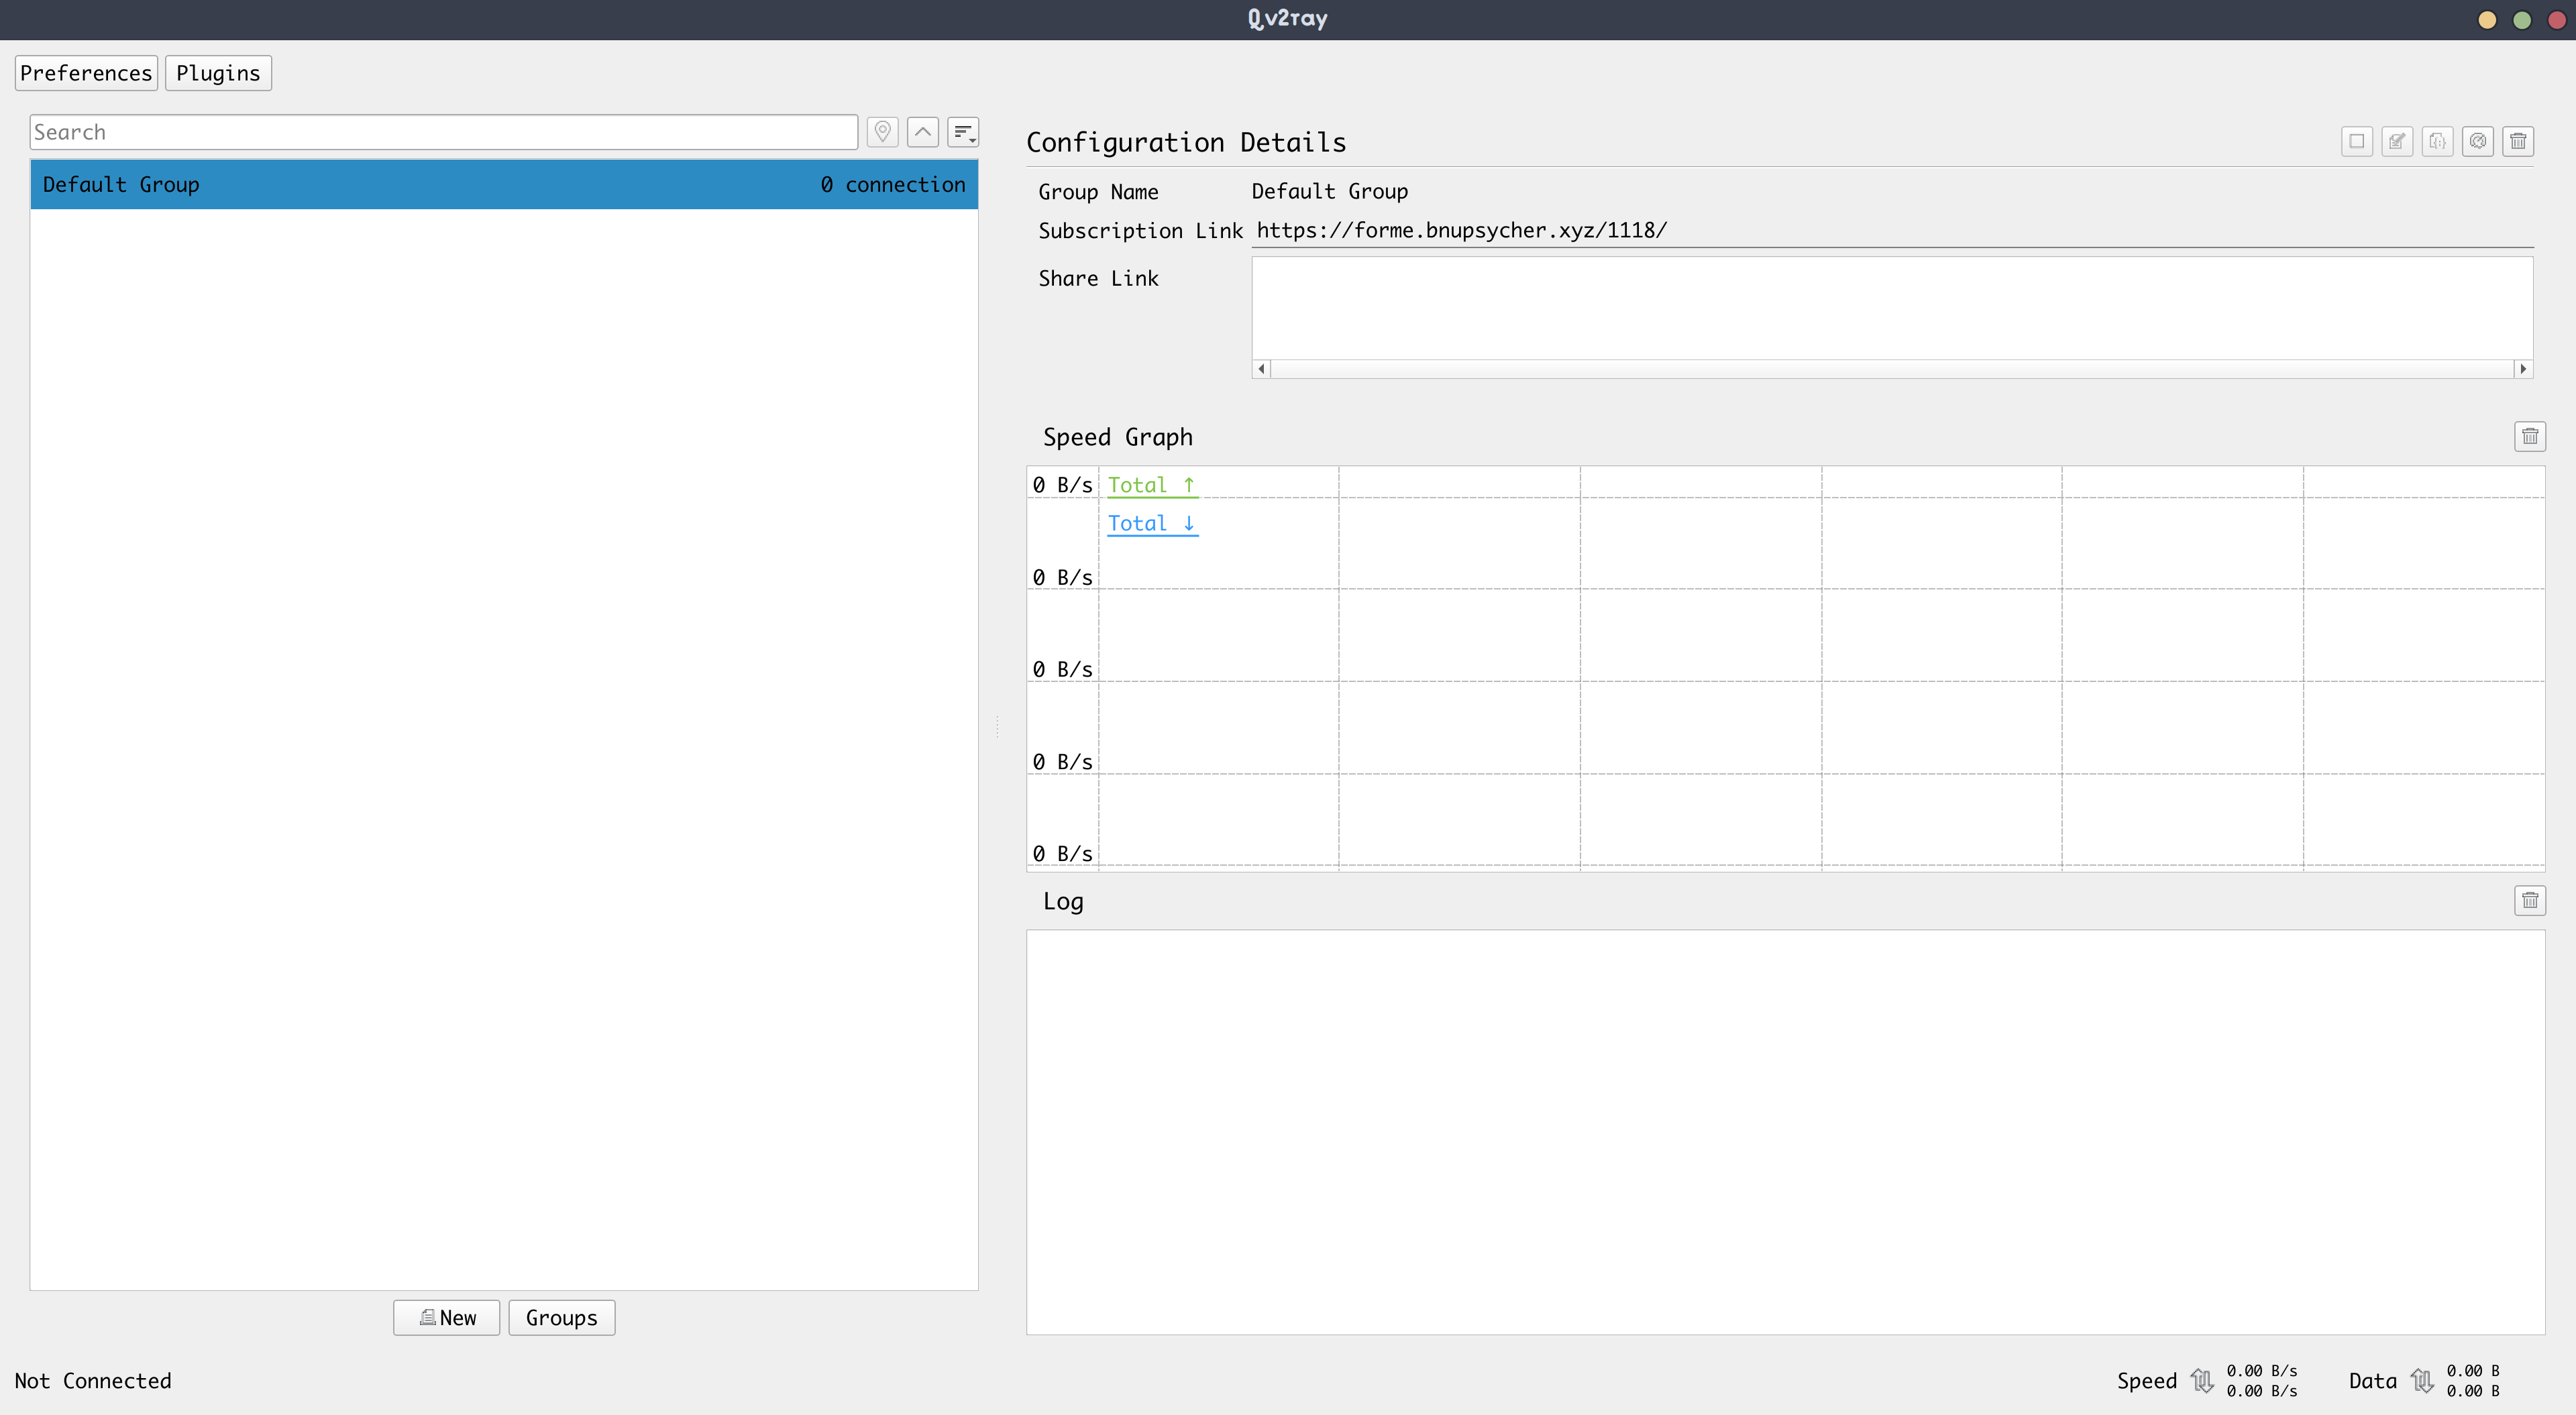 Qv2ray
Preferences
Plugins
Search
Default Group
0 connection
Configuration Details
Group Name
Default Group
Subscription Link
https://forme.bnupsycher.xyz/1118/
Share Link
Speed Graph
0 B/s
Total ↑
Total ↓
0 B/s
0 B/s
0 B/s
0 B/s
Log
New
Groups
Not Connected
Speed
0.00 B/s
0.00 B/s
Data
0.00 B
0.00 B